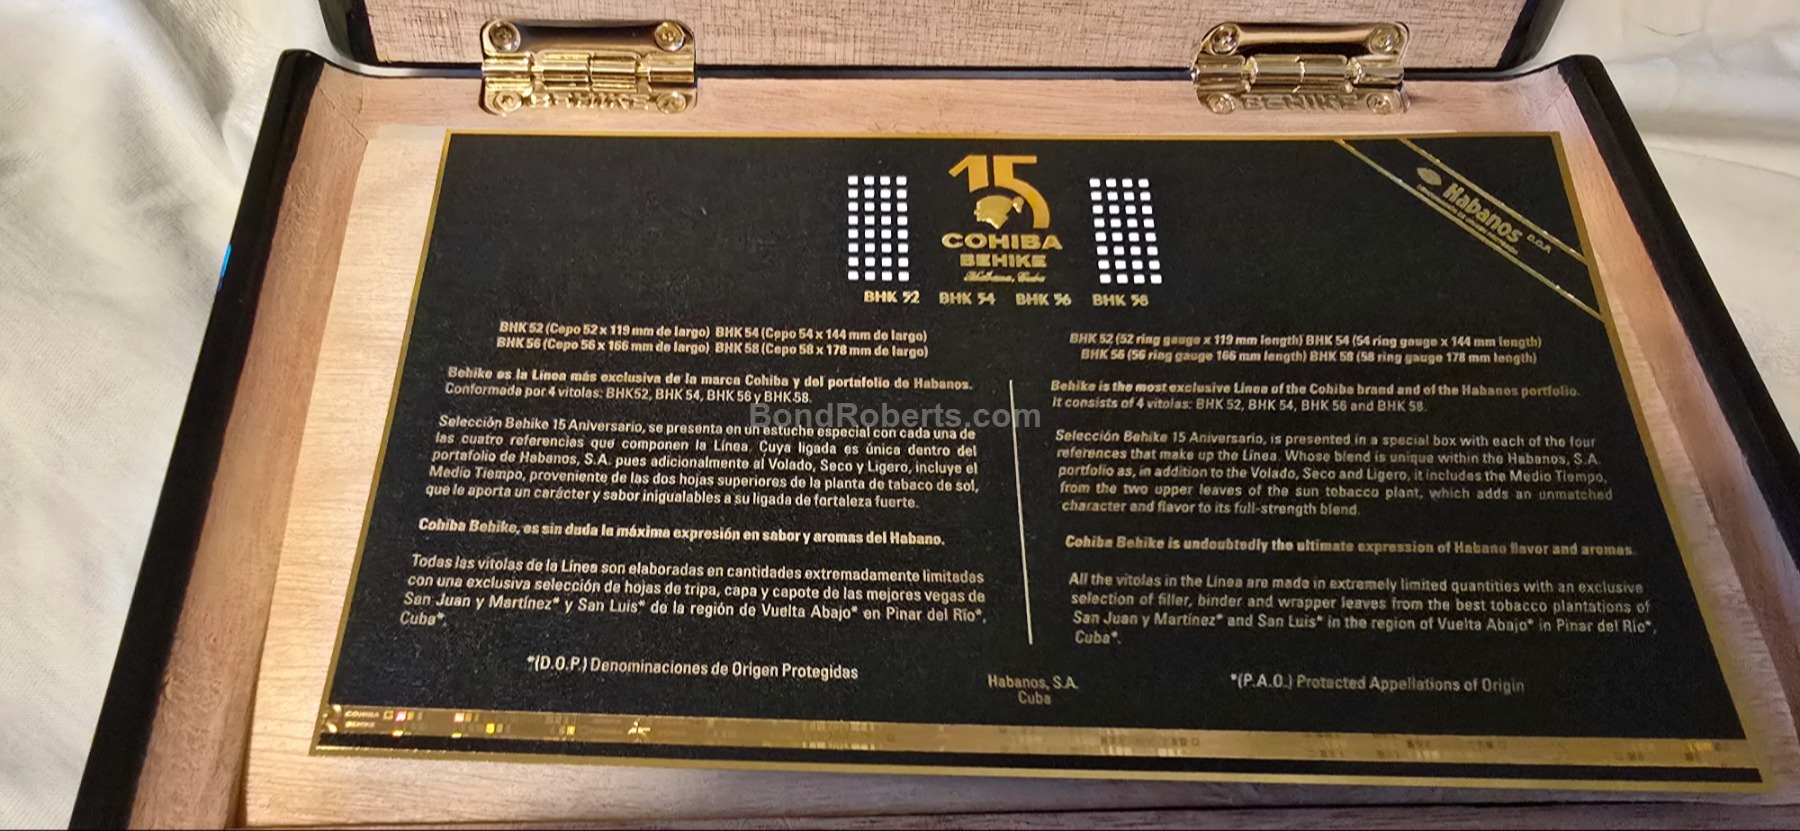 BEHIKE
BEHIKE
15
COHIBA
BEHIKE
Habana, Cuba
Habanos D.O.P.
BHK 52 BHK 54 BHK 56 BHK 58
BHK 52 (Cepo 52 x 119 mm de largo) BHK 54 (Cepo 54 x 144 mm de largo)
BHK 56 (Cepo 56 x 166 mm de largo) BHK 58 (Cepo 58 x 178 mm de largo)
Behike es la Línea más exclusiva de la marca Cohiba y del portafolio de Habanos.
Conformada por 4 vitolas: BHK52, BHK 54, BHK 56 y BHK 58.
Selección Behike 15 Aniversario, se presenta en un estuche especial con cada una de
las cuatro referencias que componen la Línea. Cuya ligada es única dentro del
portafolio de Habanos, S.A. pues adicionalmente al Volado, Seco y Ligero, incluye el
Medio Tiempo, proveniente de las dos hojas superiores de la planta de tabaco de sol,
que le aporta un carácter y sabor inigualables a su ligada de fortaleza fuerte.
Cohiba Behike, es sin duda la máxima expresión en sabor y aromas del Habano.
Todas las vitolas de la Línea son elaboradas en cantidades extremadamente limitadas
con una exclusiva selección de hojas de tripa, capa y capote de las mejores vegas de
San Juan y Martínez* y San Luis* de la región de Vuelta Abajo* en Pinar del Río*,
Cuba*.
*(D.O.P.) Denominaciones de Origen Protegidas
BHK 52 (52 ring gauge x 119 mm length) BHK 54 (54 ring gauge x 144 mm length)
BHK 56 (56 ring gauge 166 mm length) BHK 58 (58 ring gauge 178 mm length)
Behike is the most exclusive Línea of the Cohiba brand and of the Habanos portfolio.
It consists of 4 vitolas: BHK 52, BHK 54, BHK 56 and BHK 58.
Selección Behike 15 Aniversario, is presented in a special box with each of the four
references that make up the Línea. Whose blend is unique within the Habanos, S.A.
portfolio as, in addition to the Volado, Seco and Ligero, it includes the Medio Tiempo,
from the two upper leaves of the sun tobacco plant, which adds an unmatched
character and flavor to its full-strength blend.
Cohiba Behike is undoubtedly the ultimate expression of Habano flavor and aromas.
All the vitolas in the Línea are made in extremely limited quantities with an exclusive
selection of filler, binder and wrapper leaves from the best tobacco plantations of
San Juan y Martínez* and San Luis* in the region of Vuelta Abajo* in Pinar del Río*,
Cuba*.
*(P.A.O.) Protected Appellations of Origin
Habanos, S.A.
Cuba
COHIBA
BEHIKE
BondRoberts.com